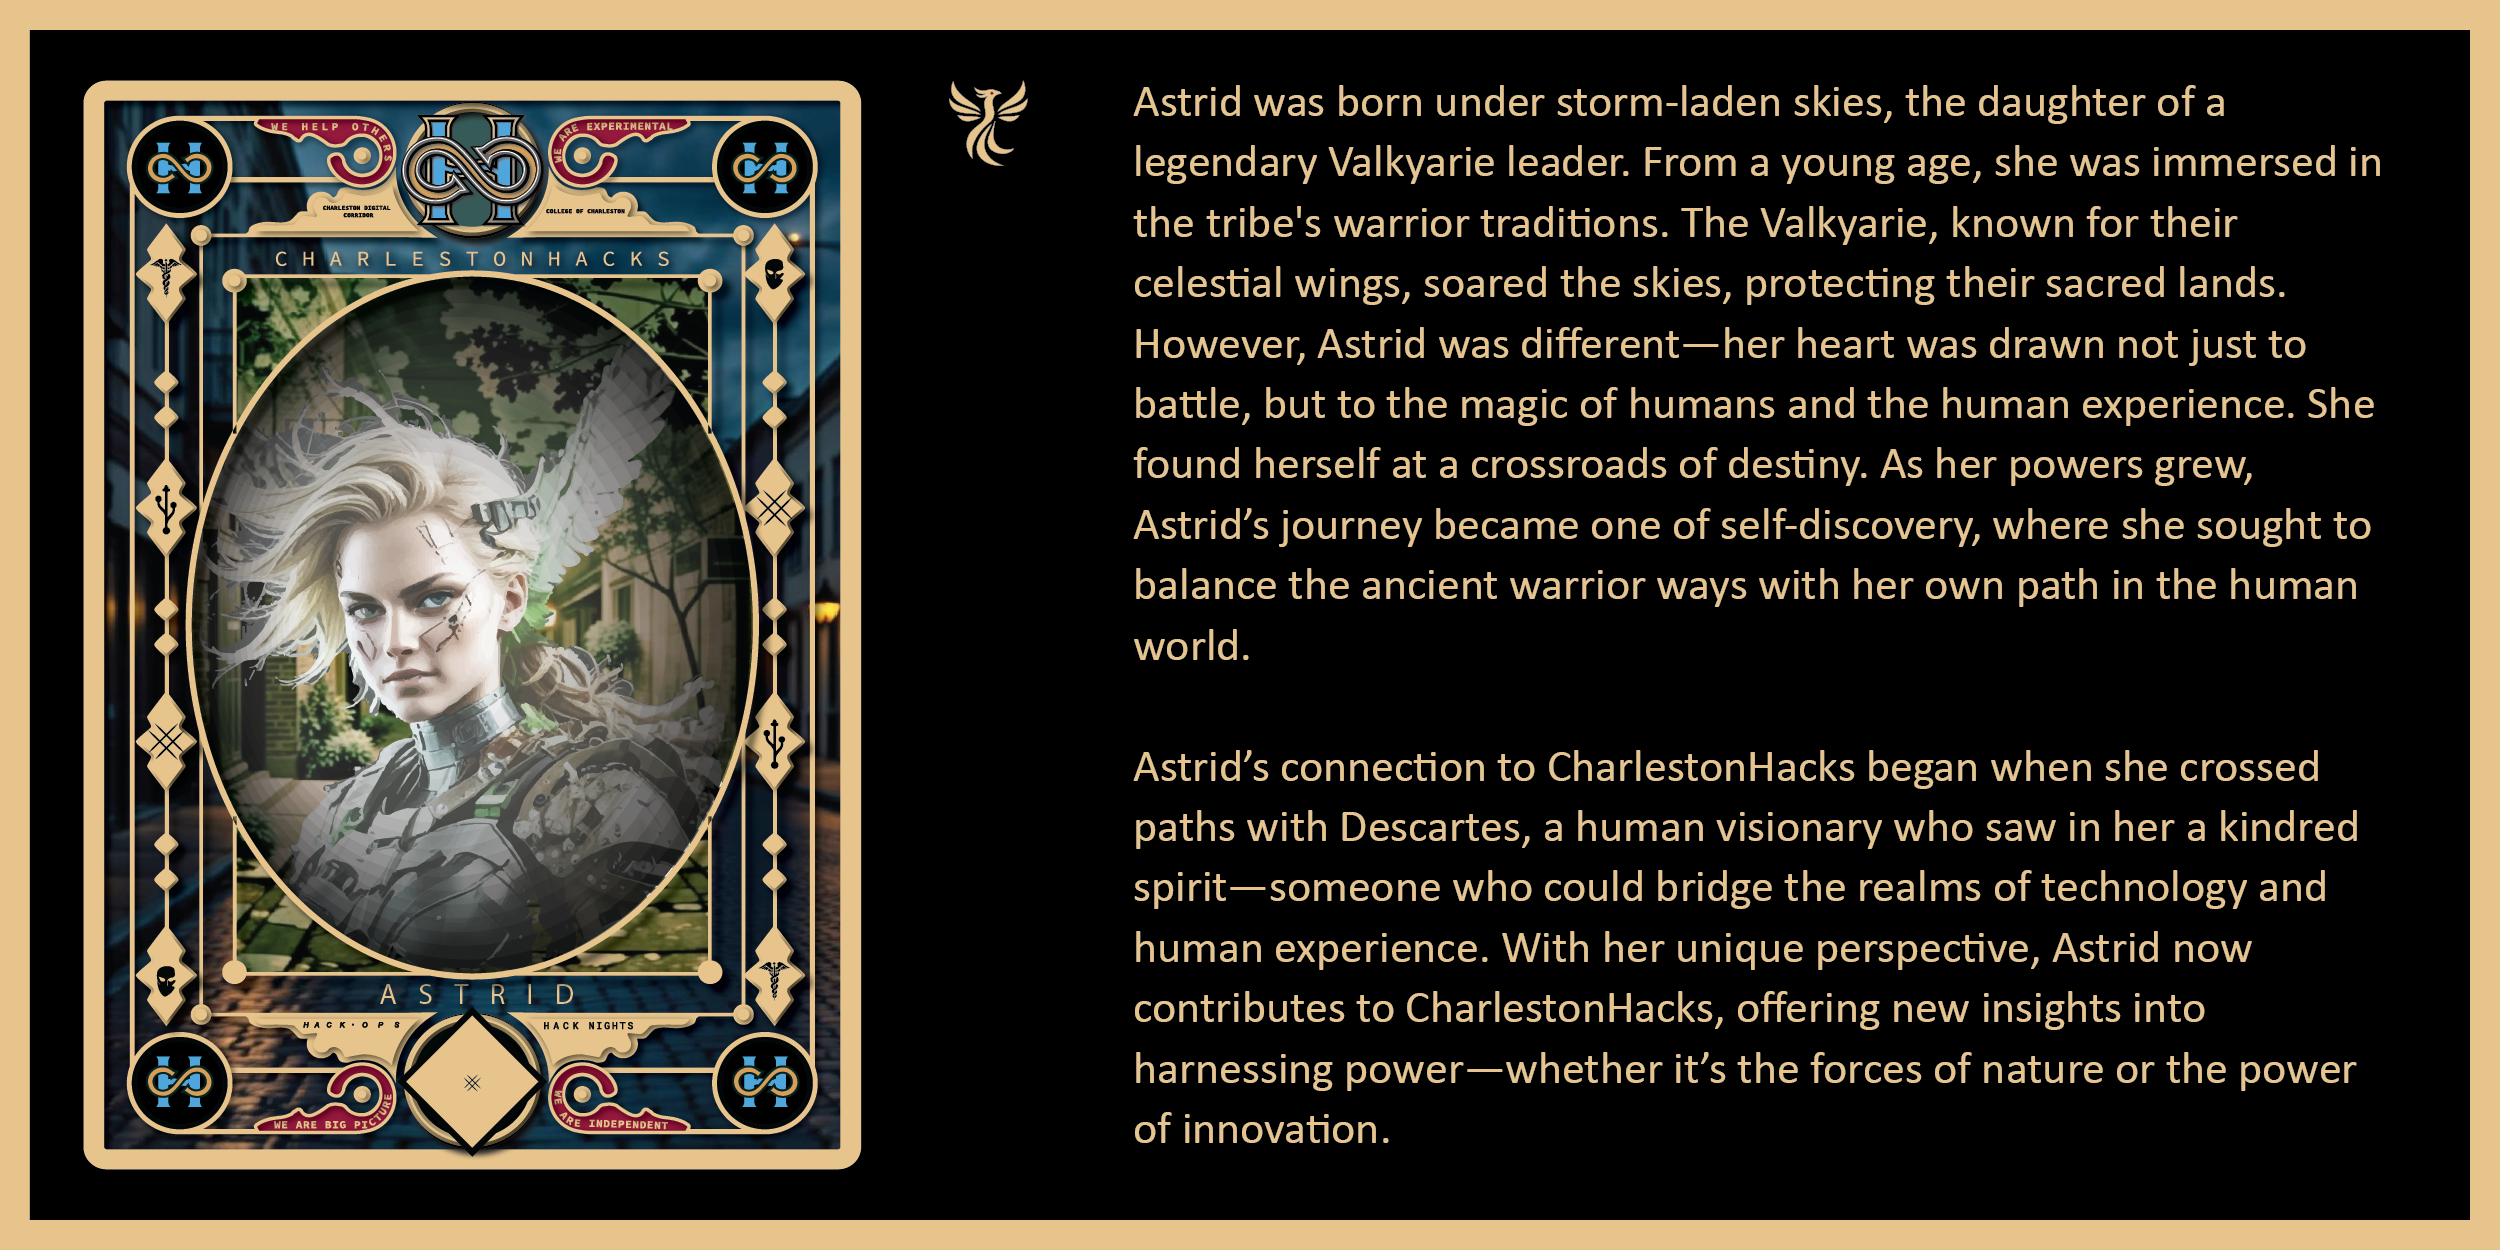 WE HELP OTHERS
WE ARE EXPERIMENTAL
CHARLESTON DIGITAL
CORRIDOR
COLLEGE OF CHARLESTON
CHARLESTONHACKS
ASTRID
HACK·OPS
HACK NIGHTS
WE ARE BIG PICTURE
WE ARE INDEPENDENT
Astrid was born under storm-laden skies, the daughter of a
legendary Valkyarie leader. From a young age, she was immersed in
the tribe's warrior traditions. The Valkyarie, known for their
celestial wings, soared the skies, protecting their sacred lands.
However, Astrid was different—her heart was drawn not just to
battle, but to the magic of humans and the human experience. She
found herself at a crossroads of destiny. As her powers grew,
Astrid’s journey became one of self-discovery, where she sought to
balance the ancient warrior ways with her own path in the human
world.
Astrid’s connection to CharlestonHacks began when she crossed
paths with Descartes, a human visionary who saw in her a kindred
spirit—someone who could bridge the realms of technology and
human experience. With her unique perspective, Astrid now
contributes to CharlestonHacks, offering new insights into
harnessing power—whether it’s the forces of nature or the power
of innovation.